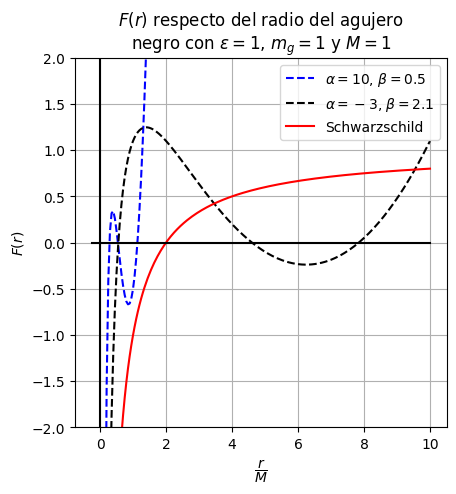 F(r) respecto del radio del agujero
negro con ε = 1, m_g = 1 y M = 1
α = 10, β = 0.5
α = − 3, β = 2.1
Schwarzschild
2.0
1.5
1.0
0.5
0.0
−0.5
−1.0
−1.5
−2.0
F(r)
0 2 4 6 8 10
r
M